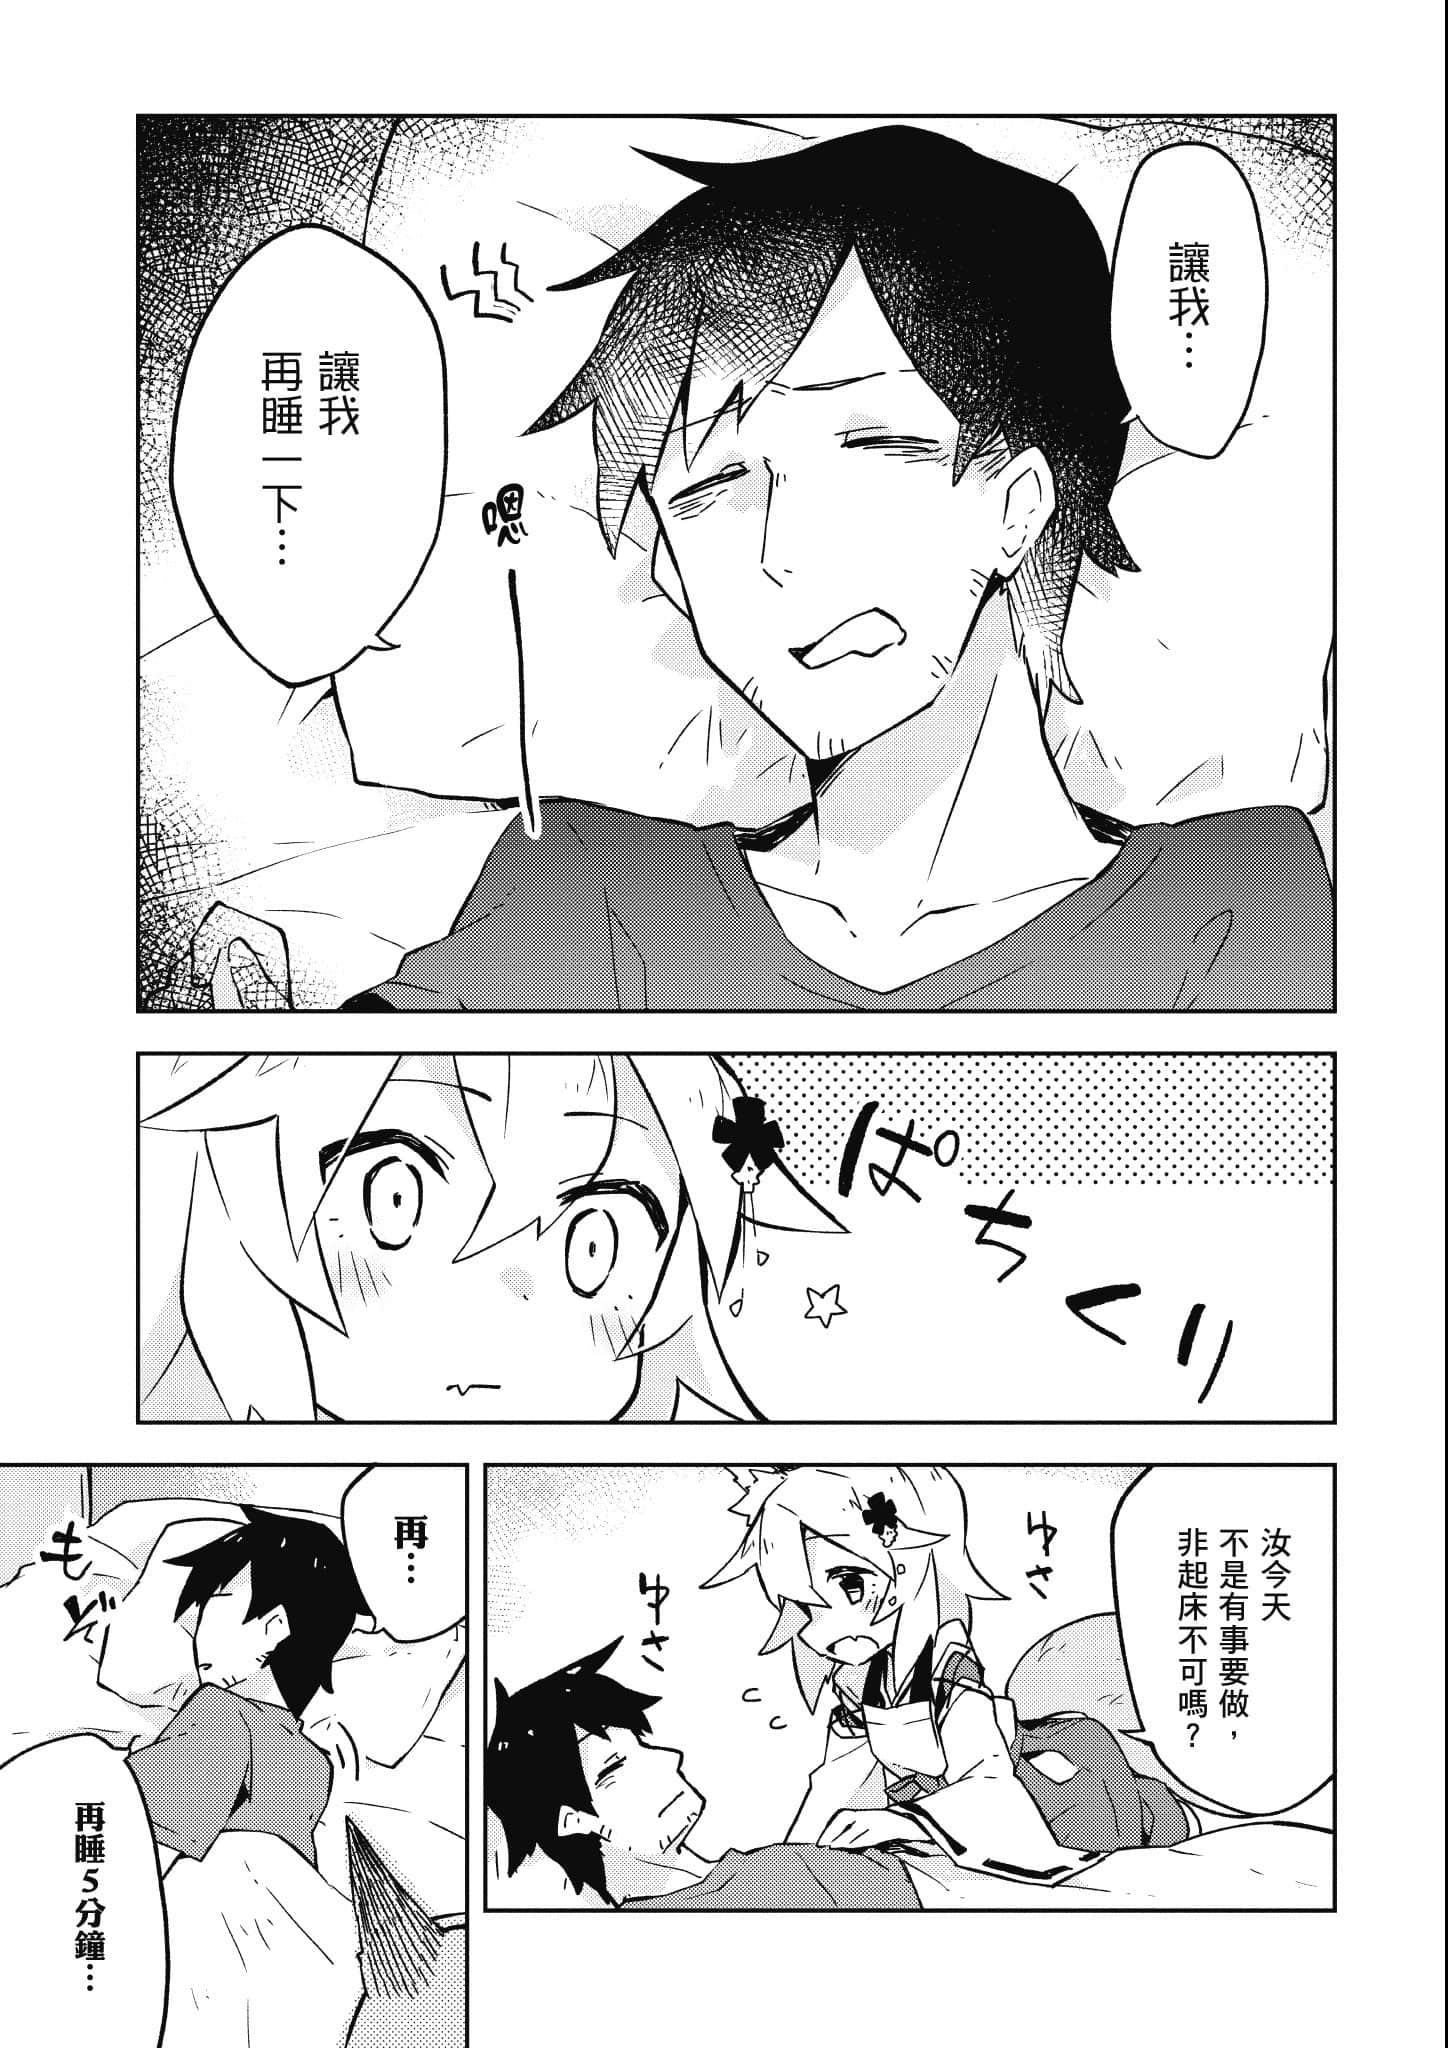 讓我…
嗯
讓我
再睡一下…
ぱちくり
汝今天
不是有事要做，
非起床不可嗎？
ゆさ
ゆさ
再…
もぞ
再睡5分鐘…